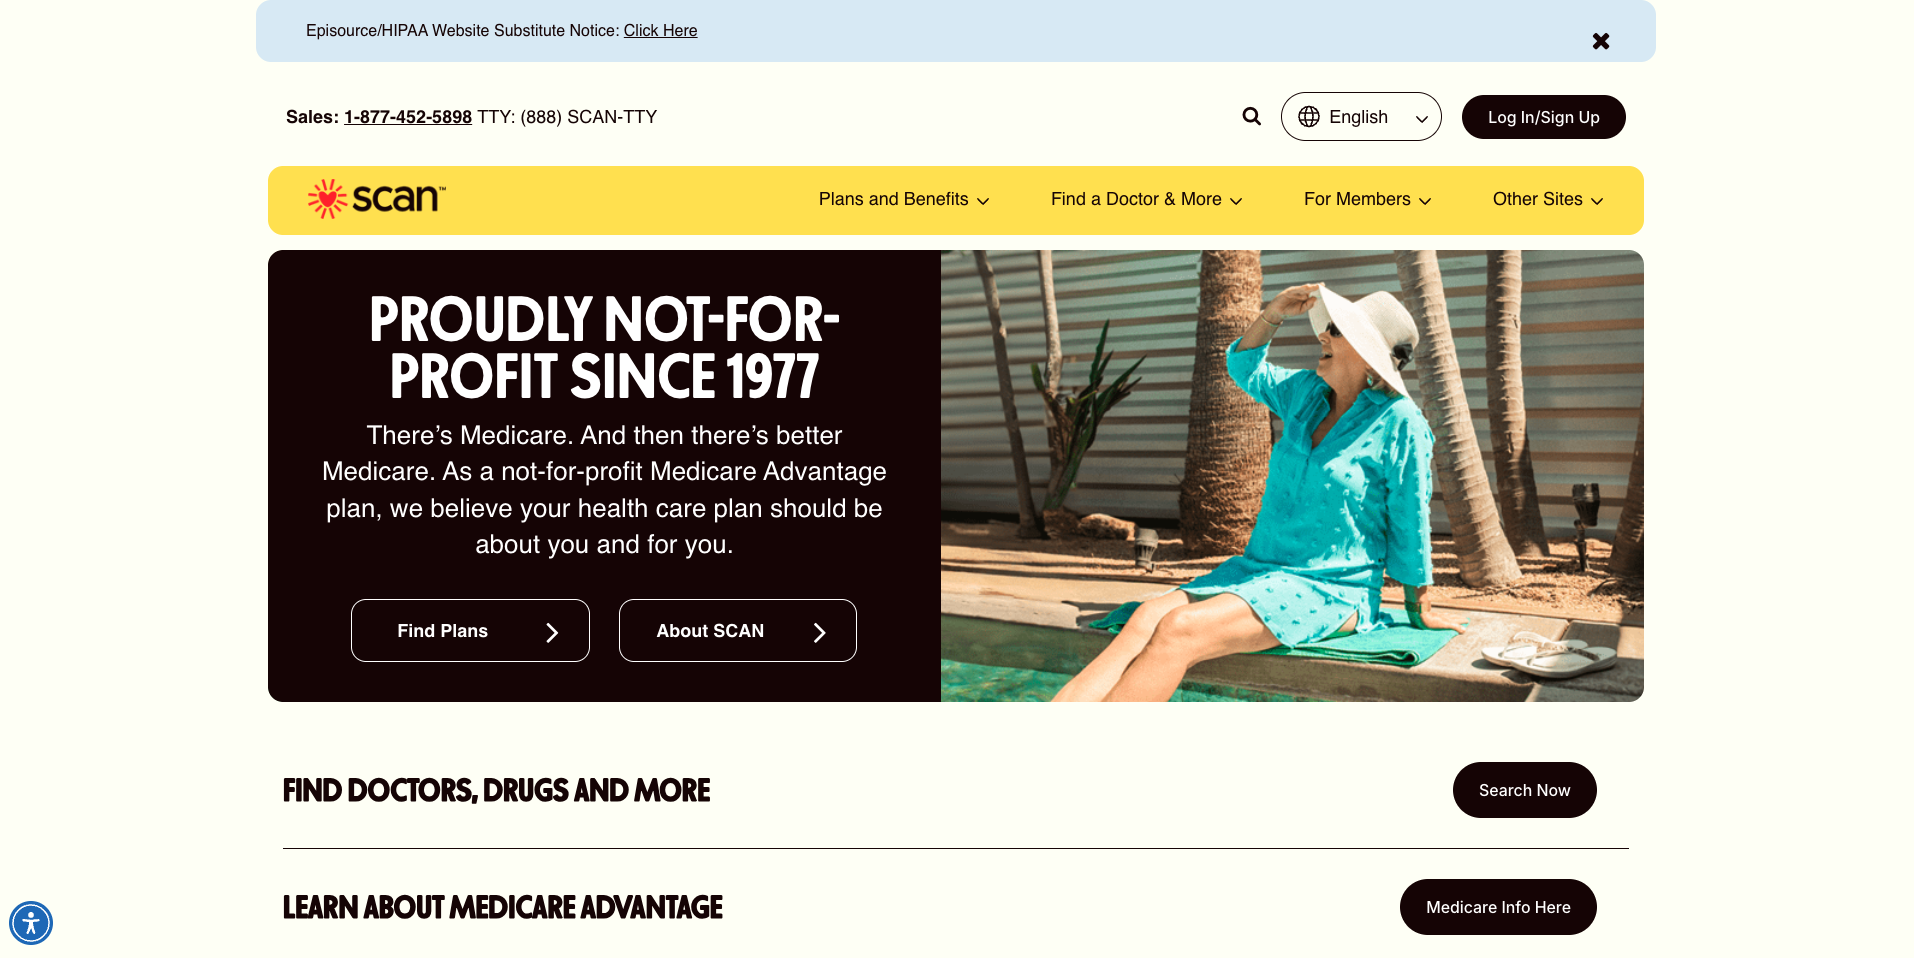 Episource/HIPAA Website Substitute Notice: Click Here
Sales: 1-877-452-5898 TTY: (888) SCAN-TTY
English
Log In/Sign Up
scan™
Plans and Benefits
Find a Doctor & More
For Members
Other Sites
PROUDLY NOT-FOR-
PROFIT SINCE 1977
There’s Medicare. And then there’s better
Medicare. As a not-for-profit Medicare Advantage
plan, we believe your health care plan should be
about you and for you.
Find Plans
About SCAN
FIND DOCTORS, DRUGS AND MORE
Search Now
LEARN ABOUT MEDICARE ADVANTAGE
Medicare Info Here